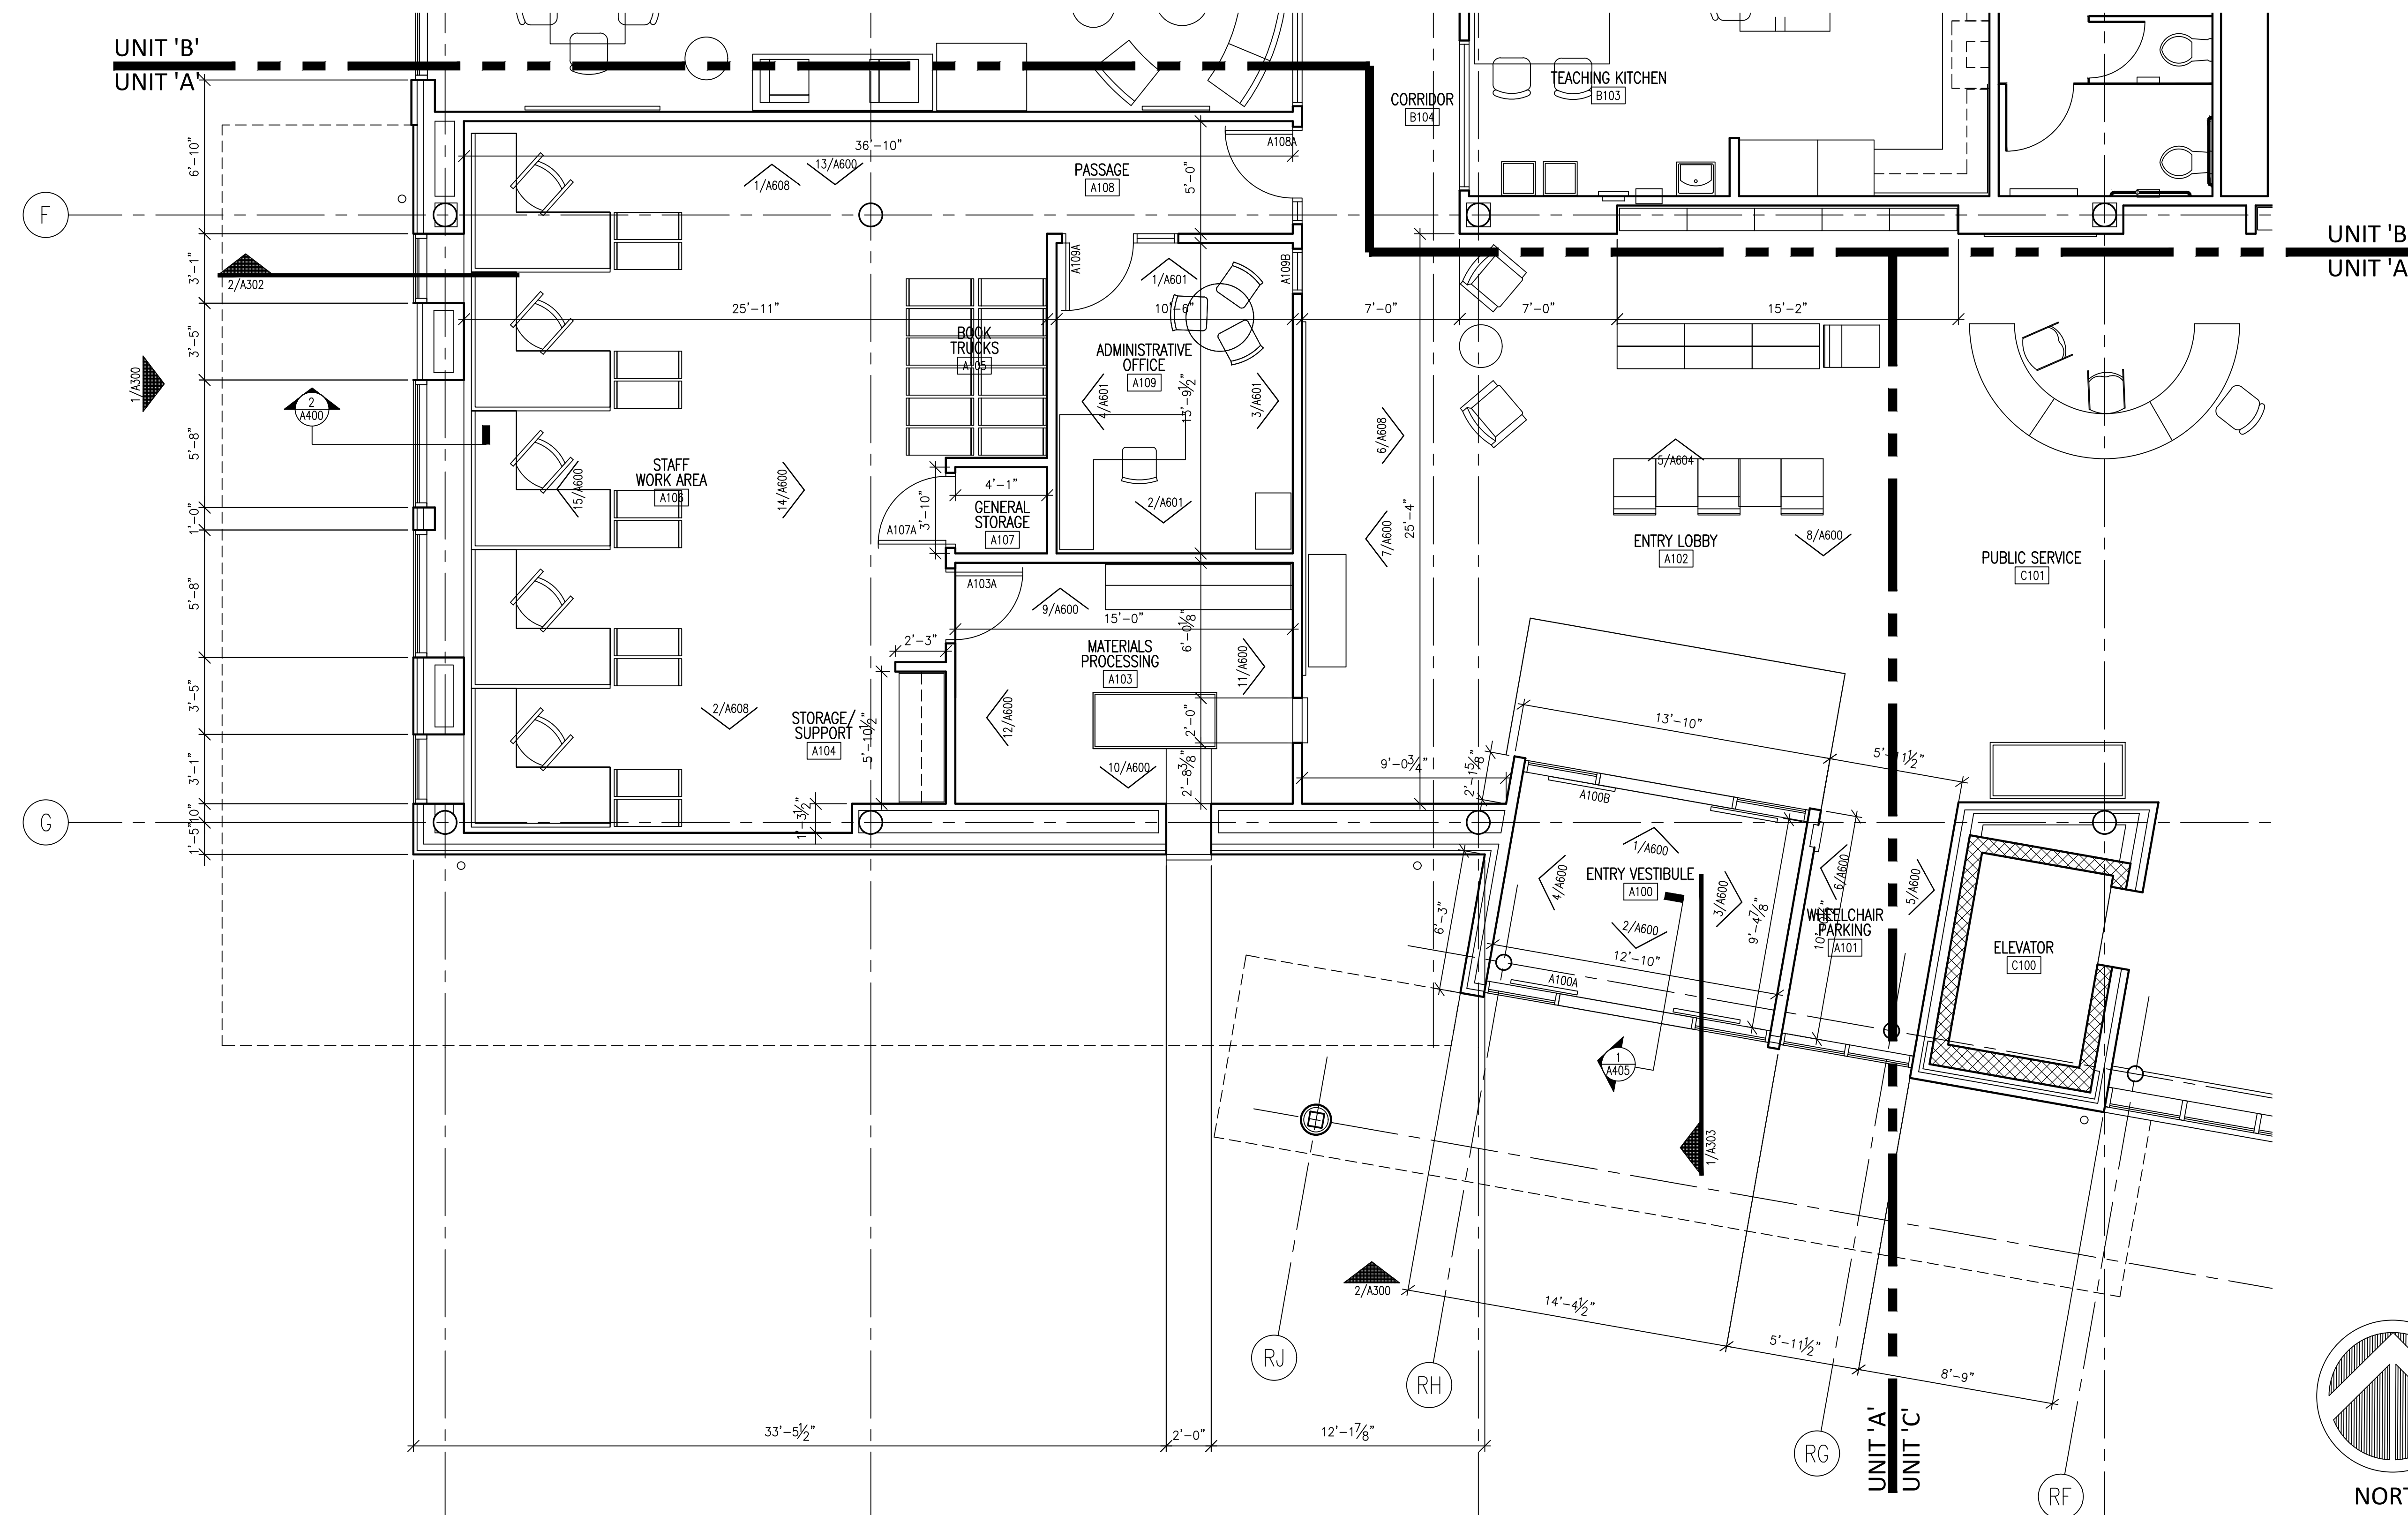 UNIT 'B'
UNIT 'A'
TEACHING KITCHEN
B103
CORRIDOR
B104
A108A
36'-10"
13/A600
1/A608
PASSAGE
A108
5'-0"
6'-10"
F
UNIT 'B
UNIT 'A
3'-1"
2/A302
A109A
1/A601
A109B
25'-11"
10'-6"
7'-0"
7'-0"
15'-2"
3'-5"
BOOK
TRUCKS
A105
ADMINISTRATIVE
OFFICE
A109
1/A300
2
A400
4/A601
13'-9½"
3/A601
6/A608
5'-8"
5/A604
STAFF
WORK AREA
A106
15/A600
14/A600
4'-1"
3'-10"
GENERAL
STORAGE
A107
A107A
2/A601
25'-4"
7/A600
1'-0"
ENTRY LOBBY
A102
8/A600
PUBLIC SERVICE
C101
5'-8"
A103A
9/A600
15'-0"
6'-0⅛"
2'-3"
MATERIALS
PROCESSING
A103
11/A600
3'-5"
2/A608
STORAGE/
SUPPORT
A104
5'-10½"
12/A600
2'-0"
13'-10"
5'-11½"
3'-1"
10/A600
2'-8⅜"
9'-0¾"
2'-1⅝"
A100B
10"
G
1'-5"
1'-3½"
1/A600
4/A600
ENTRY VESTIBULE
A100
3/A600
6/A600
5/A600
6'-3"
2/A600
9'-4⅞"
WHEELCHAIR
PARKING
A101
12'-10"
ELEVATOR
C100
A100A
1
A405
1/A303
2/A300
14'-4½"
5'-11½"
8'-9"
RJ
RH
RG
RF
33'-5½"
2'-0"
12'-1⅞"
UNIT 'A'
UNIT 'C'
NORT